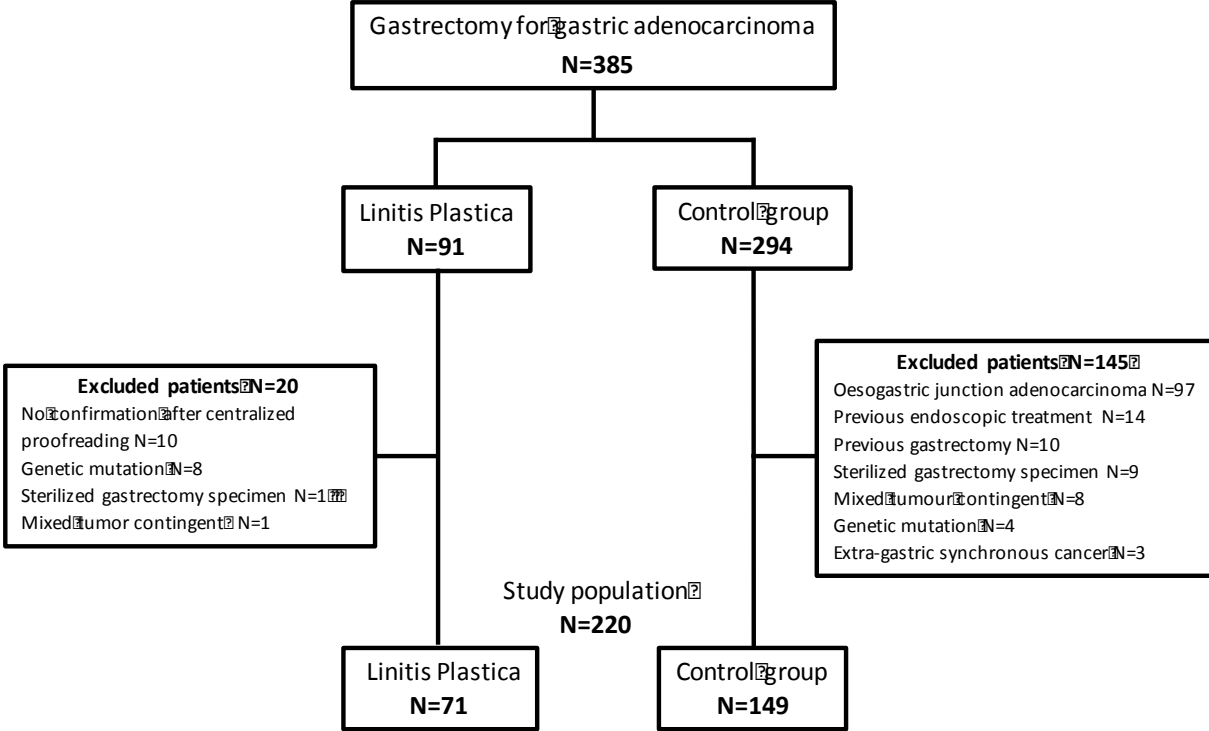 Gastrectomy for gastric adenocarcinoma
N=385
Linitis Plastica
N=91
Control group
N=294
Excluded patients N=20
No confirmation after centralized
proofreading N=10
Genetic mutation N=8
Sterilized gastrectomy specimen N=1
Mixed tumor contingent N=1
Excluded patients N=145
Oesogastric junction adenocarcinoma N=97
Previous endoscopic treatment N=14
Previous gastrectomy N=10
Sterilized gastrectomy specimen N=9
Mixed tumour contingent N=8
Genetic mutation N=4
Extra-gastric synchronous cancer N=3
Study population
N=220
Linitis Plastica
N=71
Control group
N=149